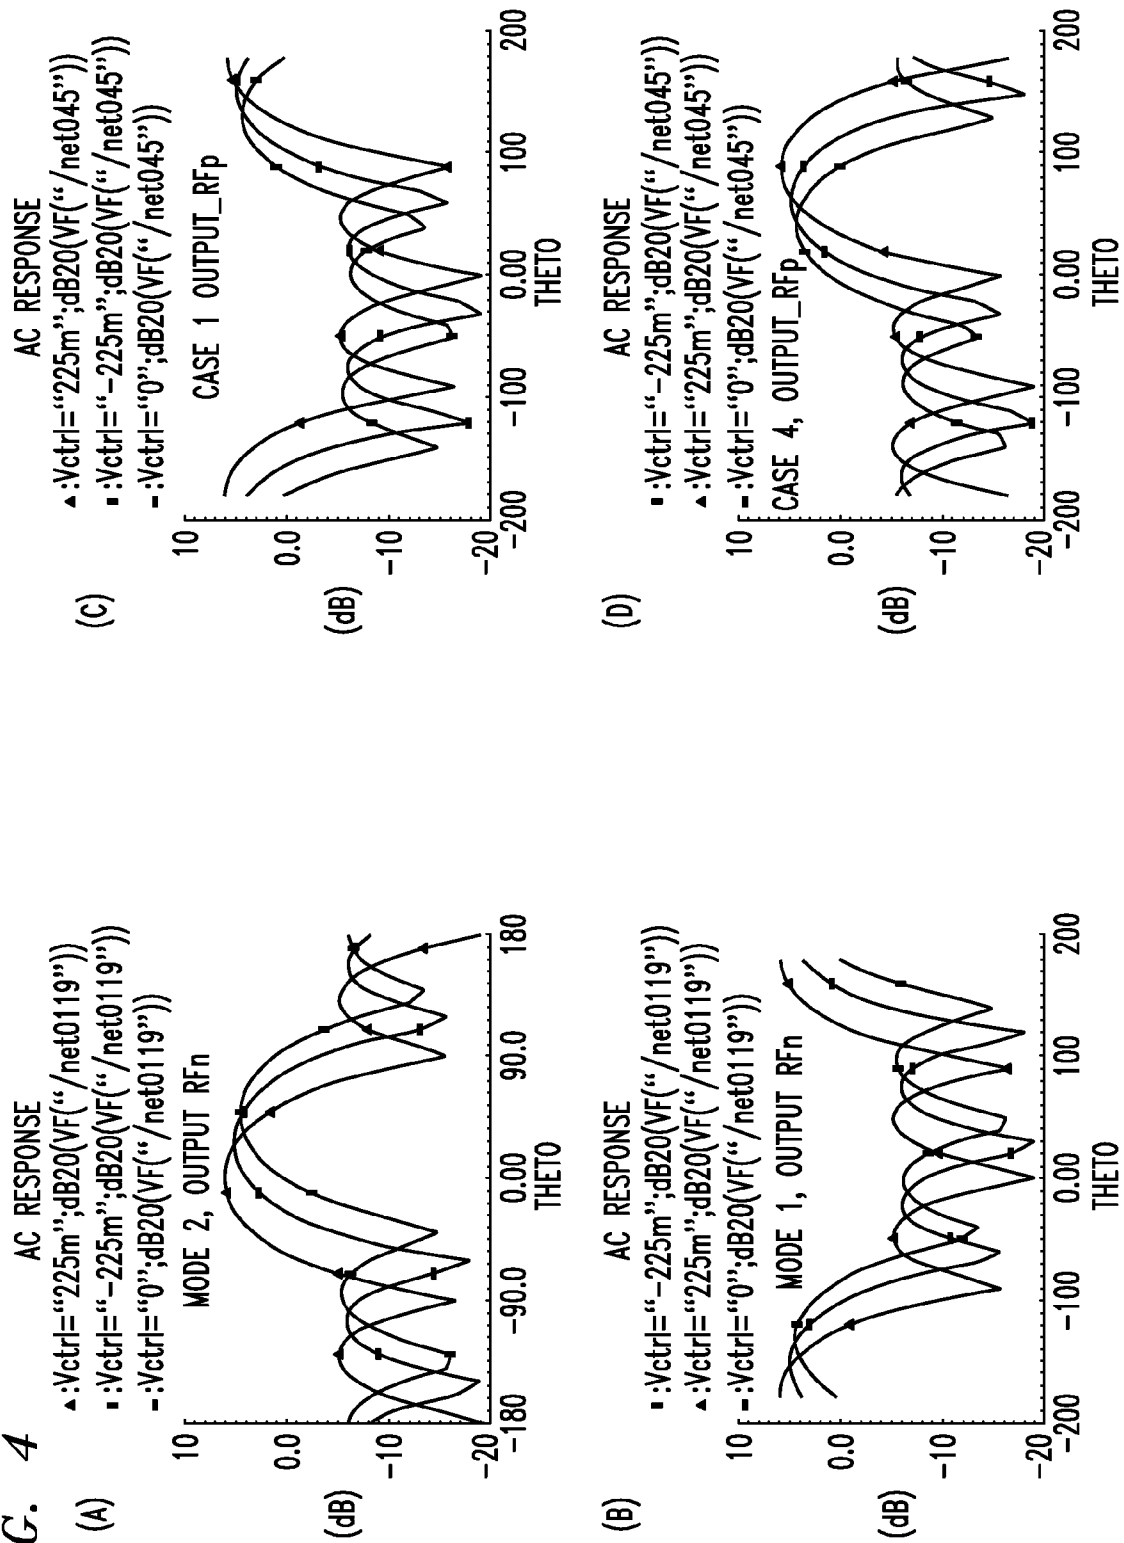 G. 4
(A)
AC RESPONSE
▲:Vctrl="225m";dB20(VF("/net0119"))
▮:Vctrl="-225m";dB20(VF("/net0119"))
-:Vctrl="0";dB20(VF("/net0119"))
MODE 2, OUTPUT RFn
10
0.0
(dB)
-10
-20
-180 -90.0 0.00 90.0 180
THETO
(C)
AC RESPONSE
▲:Vctrl="225m";dB20(VF("/net045"))
▮:Vctrl="-225m";dB20(VF("/net045"))
-:Vctrl="0";dB20(VF("/net045"))
CASE 1 OUTPUT_RFp
10
0.0
(dB)
-10
-20
-200 -100 0.00 100 200
THETO
(B)
AC RESPONSE
▮:Vctrl="-225m";dB20(VF("/net0119"))
▲:Vctrl="225m";dB20(VF("/net0119"))
-:Vctrl="0";dB20(VF("/net0119"))
MODE 1, OUTPUT RFn
10
0.0
(dB)
-10
-20
-200 -100 0.00 100 200
THETO
(D)
AC RESPONSE
▮:Vctrl="-225m";dB20(VF("/net045"))
▲:Vctrl="225m";dB20(VF("/net045"))
-:Vctrl="0";dB20(VF("/net045"))
CASE 4, OUTPUT_RFp
10
0.0
(dB)
-10
-20
-200 -100 0.00 100 200
THETO